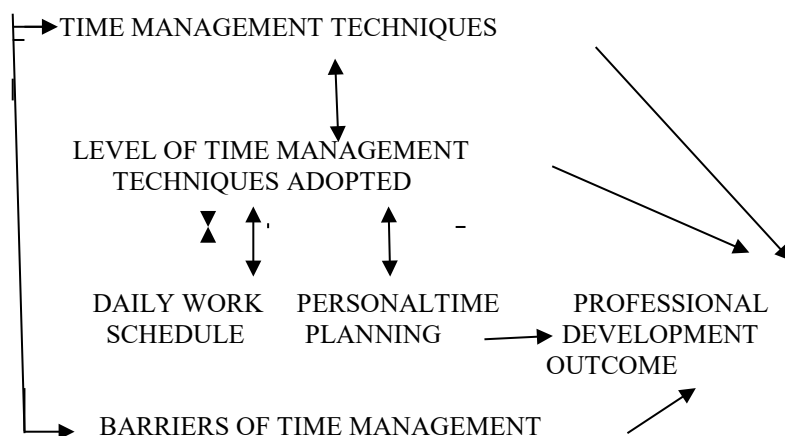 TIME MANAGEMENT TECHNIQUES
LEVEL OF TIME MANAGEMENT
TECHNIQUES ADOPTED
DAILY WORK
SCHEDULE
PERSONALTIME
PLANNING
PROFESSIONAL
DEVELOPMENT
OUTCOME
BARRIERS OF TIME MANAGEMENT